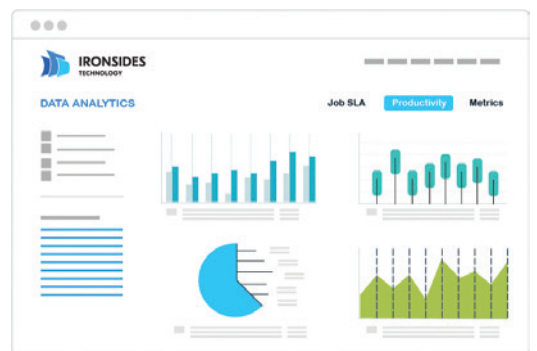 IRONSIDES
TECHNOLOGY
DATA ANALYTICS
Job SLA Productivity Metrics